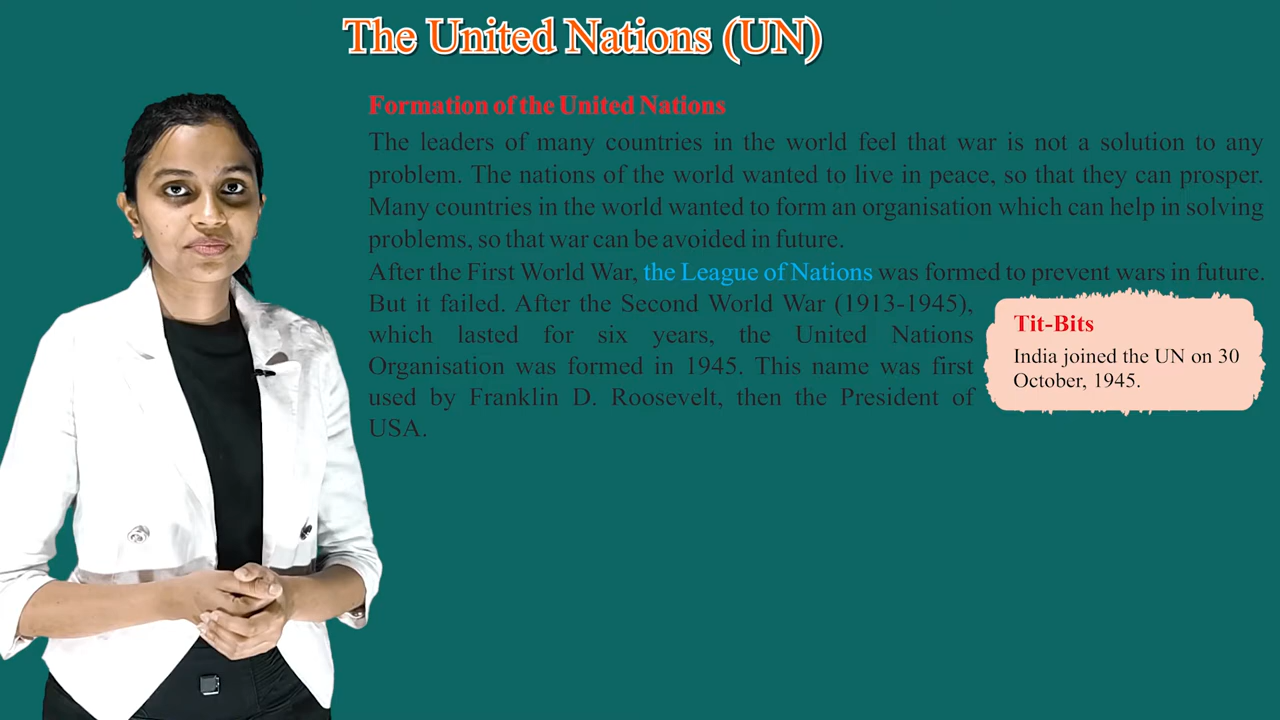 The United Nations (UN)
Formation of the United Nations
The leaders of many countries in the world feel that war is not a solution to any
problem. The nations of the world wanted to live in peace, so that they can prosper.
Many countries in the world wanted to form an organisation which can help in solving
problems, so that war can be avoided in future.
After the First World War, the League of Nations was formed to prevent wars in future.
But it failed. After the Second World War (1913-1945),
which lasted for six years, the United Nations
Organisation was formed in 1945. This name was first
used by Franklin D. Roosevelt, then the President of
USA.
Tit-Bits
India joined the UN on 30
October, 1945.